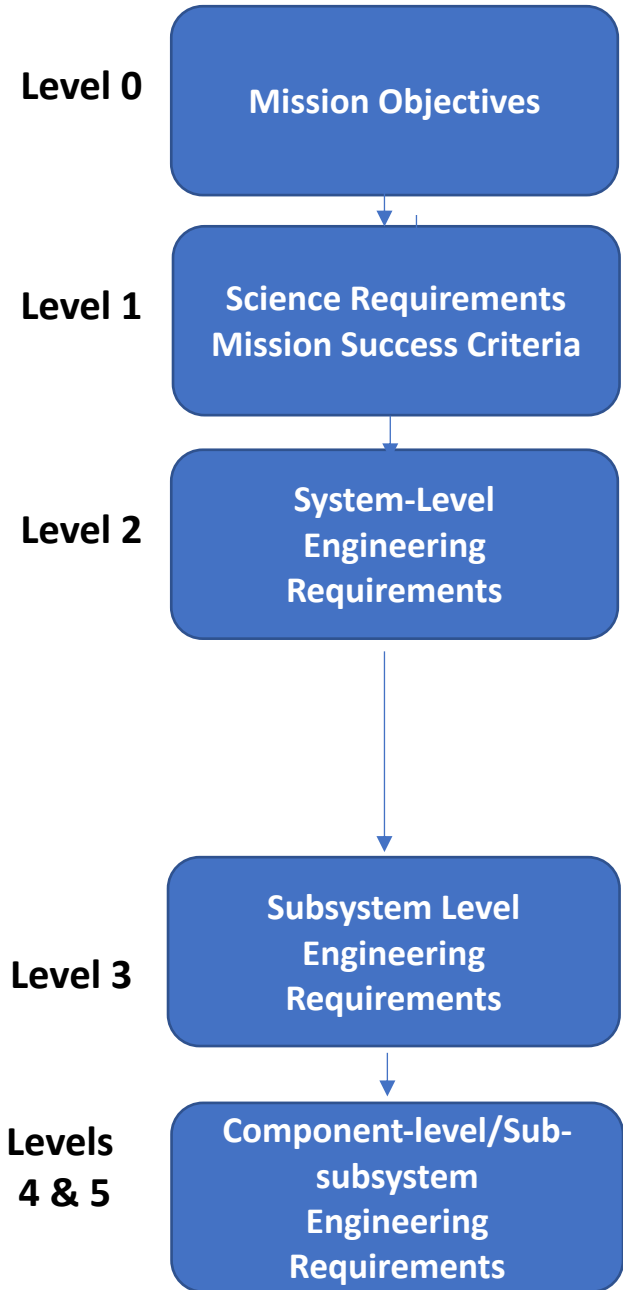 Level 0
Mission Objectives
Level 1
Science Requirements
Mission Success Criteria
Level 2
System-Level
Engineering
Requirements
Level 3
Subsystem Level
Engineering
Requirements
Levels
4 & 5
Component-level/Sub-
subsystem
Engineering
Requirements